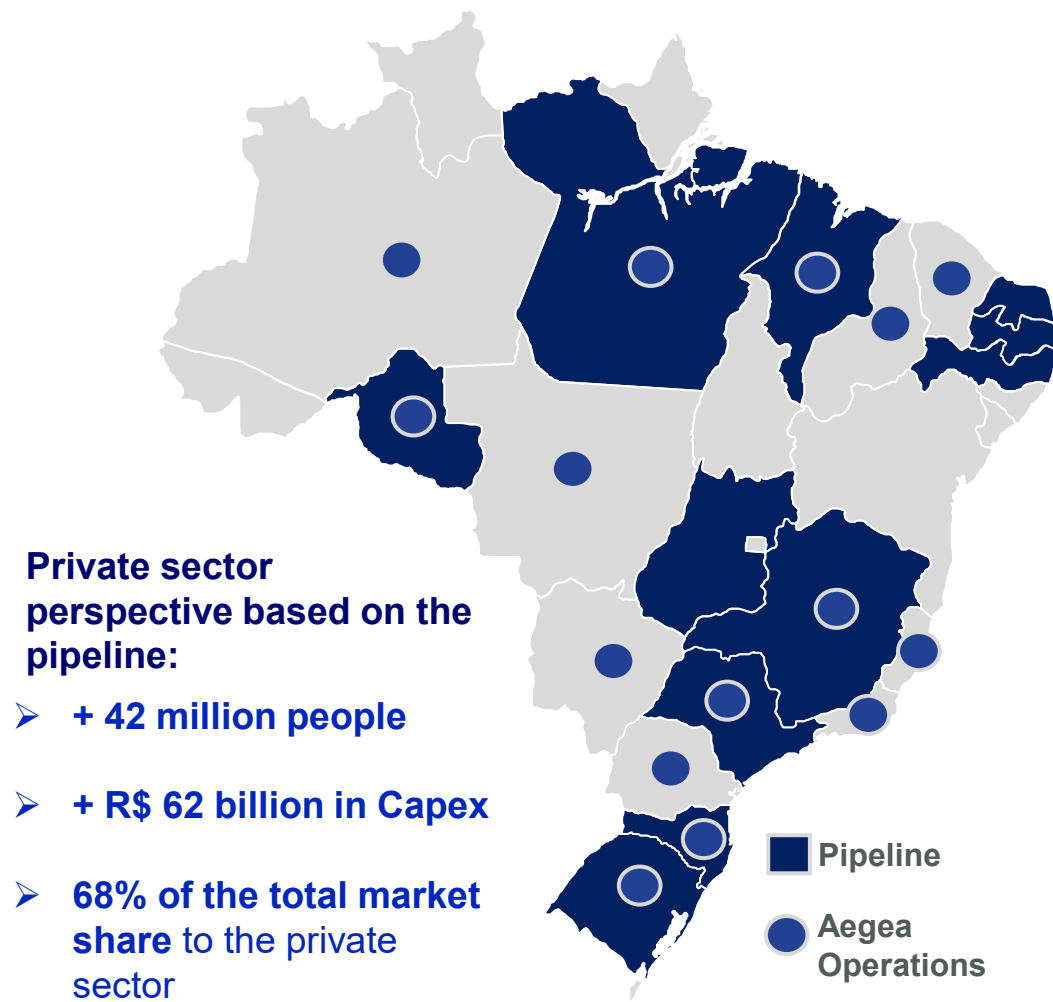 Private sector
perspective based on the
pipeline:
➢ + 42 million people
➢ + R$ 62 billion in Capex
➢ 68% of the total market
share to the private
sector
Pipeline
Aegea
Operations